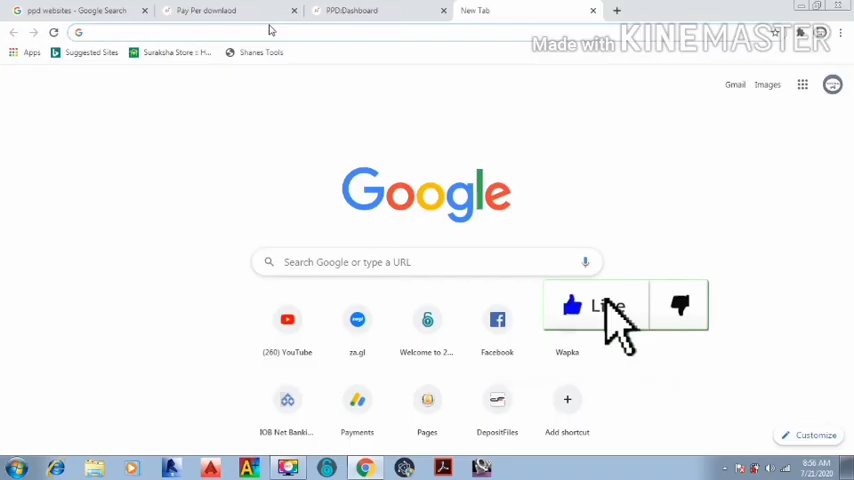 ppd websites - Google Search
Pay Per downlaod
PPD:Dashboard
New Tab
Made with KINEMASTER
Apps
Suggested Sites
Suraksha Store :: H...
Shanes Tools
Gmail
Images
Google
Search Google or type a URL
Like
(260) YouTube
za.gl
Welcome to 2...
Facebook
Wapka
IOB Net Banki...
Payments
Pages
DepositFiles
Add shortcut
Customize
8:56 AM
7/21/2020